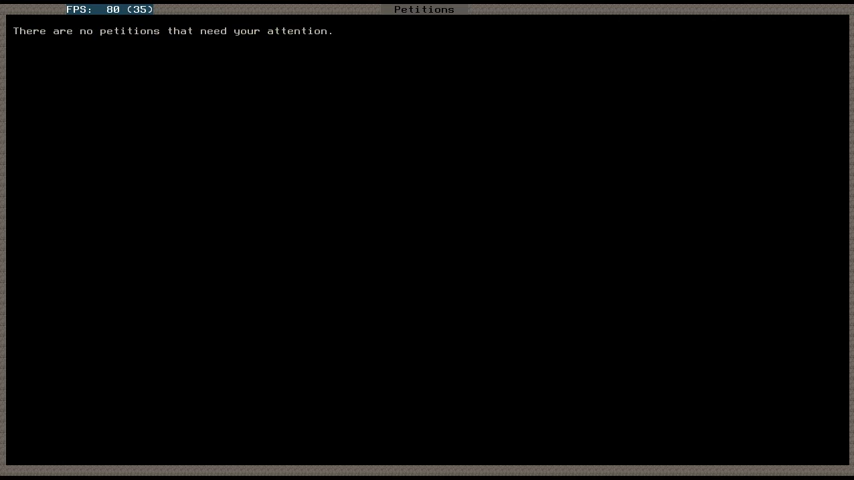 FPS:  80 (35)
Petitions
There are no petitions that need your attention.